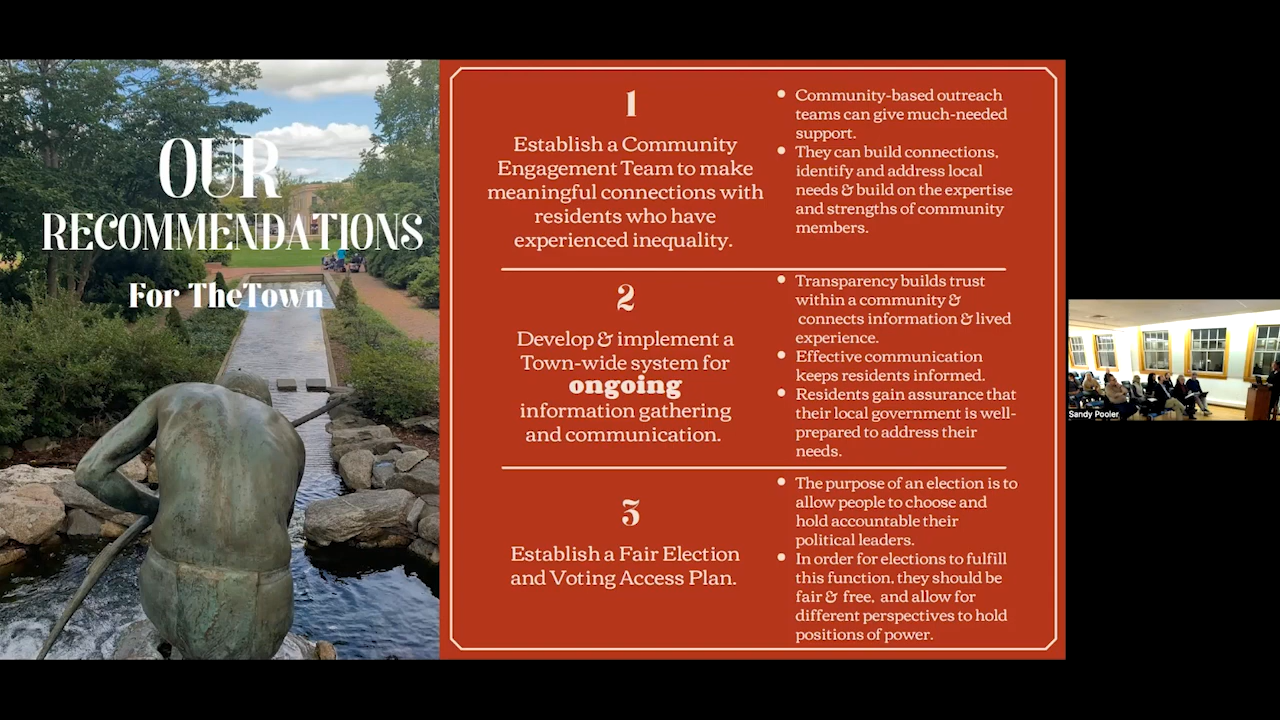 OUR
RECOMMENDATIONS
For TheTown
1
Establish a Community
Engagement Team to make
meaningful connections with
residents who have
experienced inequality.
• Community-based outreach
teams can give much-needed
support.
• They can build connections,
identify and address local
needs & build on the expertise
and strengths of community
members.
2
Develop & implement a
Town-wide system for
ongoing
information gathering
and communication.
• Transparency builds trust
within a community &
connects information & lived
experience.
• Effective communication
keeps residents informed.
• Residents gain assurance that
their local government is well-
prepared to address their
needs.
3
Establish a Fair Election
and Voting Access Plan.
• The purpose of an election is to
allow people to choose and
hold accountable their
political leaders.
• In order for elections to fulfill
this function, they should be
fair & free, and allow for
different perspectives to hold
positions of power.
Sandy Pooler